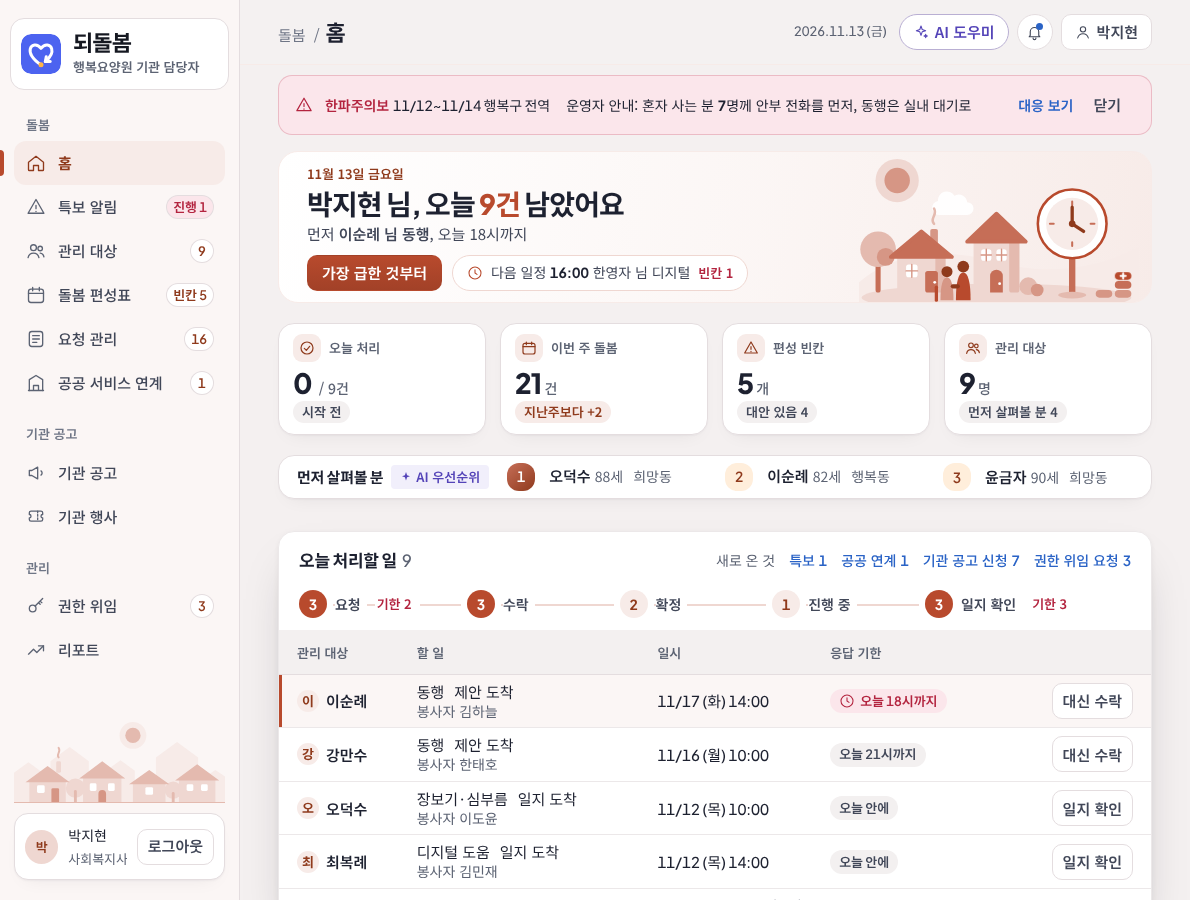 되돌봄
행복요양원 기관 담당자
돌봄
홈
특보 알림 진행 1
관리 대상 9
돌봄 편성표 빈칸 5
요청 관리 16
공공 서비스 연계 1
기관 공고
기관 공고
기관 행사
관리
권한 위임 3
리포트
박 박지현
사회복지사
로그아웃
돌봄 / 홈
2026.11.13 (금) AI 도우미 박지현
한파주의보 11/12~11/14 행복구 전역 운영자 안내: 혼자 사는 분 7명께 안부 전화를 먼저, 동행은 실내 대기로 대응 보기 닫기
11월 13일 금요일
박지현 님, 오늘 9건 남았어요
먼저 이순례 님 동행, 오늘 18시까지
가장 급한 것부터 다음 일정 16:00 한영자 님 디지털 빈칸 1
오늘 처리
0 / 9건
시작 전
이번 주 돌봄
21 건
지난주보다 +2
편성 빈칸
5 개
대안 있음 4
관리 대상
9 명
먼저 살펴볼 분 4
먼저 살펴볼 분 AI 우선순위 1 오덕수 88세 희망동 2 이순례 82세 행복동 3 윤금자 90세 희망동
오늘 처리할 일 9 새로 온 것 특보 1 공공 연계 1 기관 공고 신청 7 권한 위임 요청 3
3 요청 기한 2 3 수락 2 확정 1 진행 중 3 일지 확인 기한 3
관리 대상 할 일 일시 응답 기한
이 이순례 동행 제안 도착 11/17 (화) 14:00 오늘 18시까지 대신 수락
봉사자 김하늘
강 강만수 동행 제안 도착 11/16 (월) 10:00 오늘 21시까지 대신 수락
봉사자 한태호
오 오덕수 장보기·심부름 일지 도착 11/12 (목) 10:00 오늘 안에 일지 확인
봉사자 이도윤
최 최복례 디지털 도움 일지 도착 11/12 (목) 14:00 오늘 안에 일지 확인
봉사자 김민재